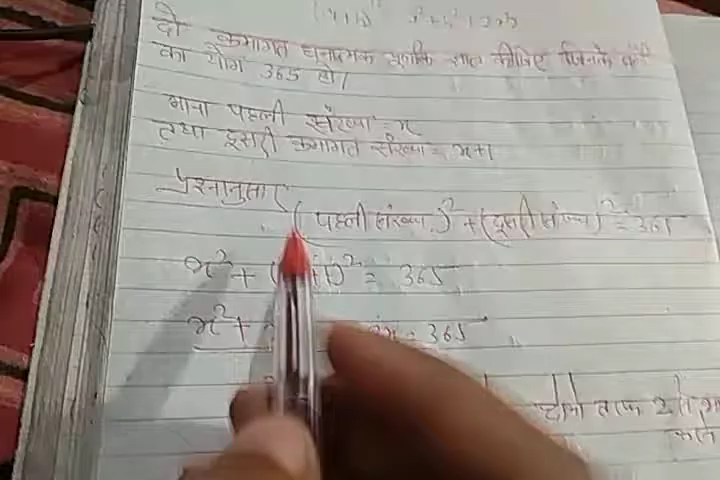 दो क्रमागत धनात्मक पूर्णांक ज्ञात कीजिए जिनके वर्गों
का योग 365 हो।
माना पहली संख्या = x
तथा दूसरी क्रमागत संख्या = x+1
प्रश्नानुसार
(पहली संख्या)² + (दूसरी संख्या)² = 365
x² + ( +1)² = 365
x² + 2x = 365
दोनो तरफ